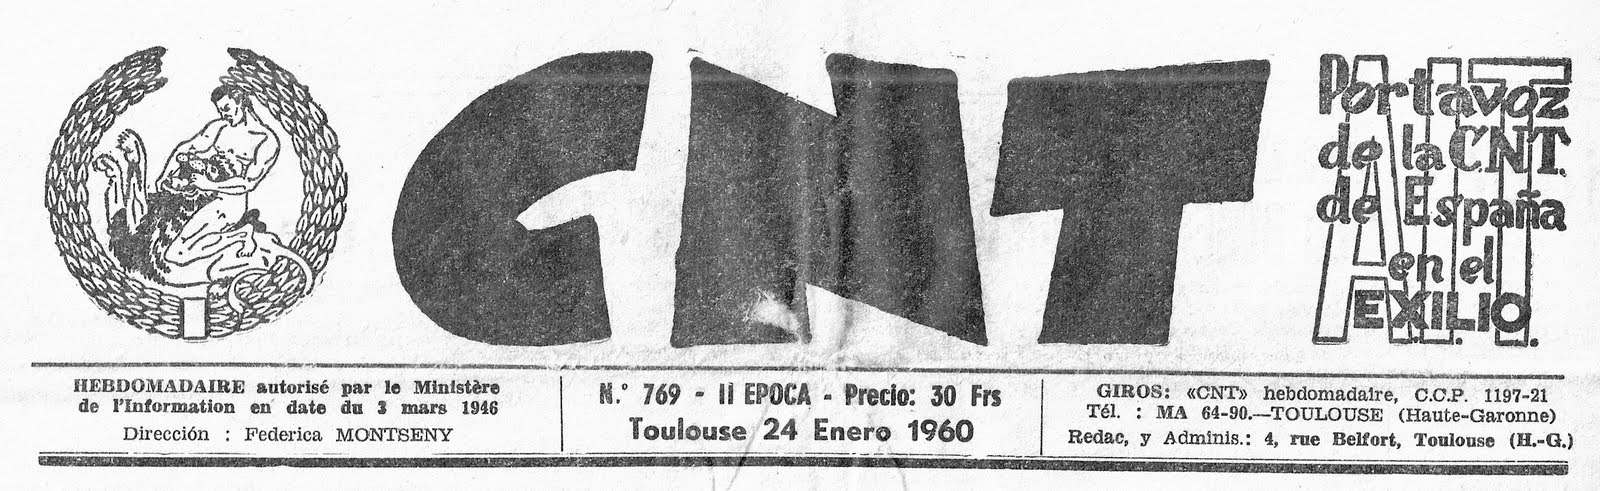 CNT
Portavoz
de la C.N.T.
de España
en el
EXILIO.
A.I.T.
HEBDOMADAIRE autorisé par le Ministère
de l'Information en date du 3 mars 1946
Dirección : Federica MONTSENY
N.° 769 - II EPOCA - Precio: 30 Frs
Toulouse 24 Enero 1960
GIROS: «CNT» hebdomadaire, C.C.P. 1197-21
Tél. : MA 64-90.—TOULOUSE (Haute-Garonne)
Redac, y Adminis.: 4, rue Belfort, Toulouse (H.-G.)